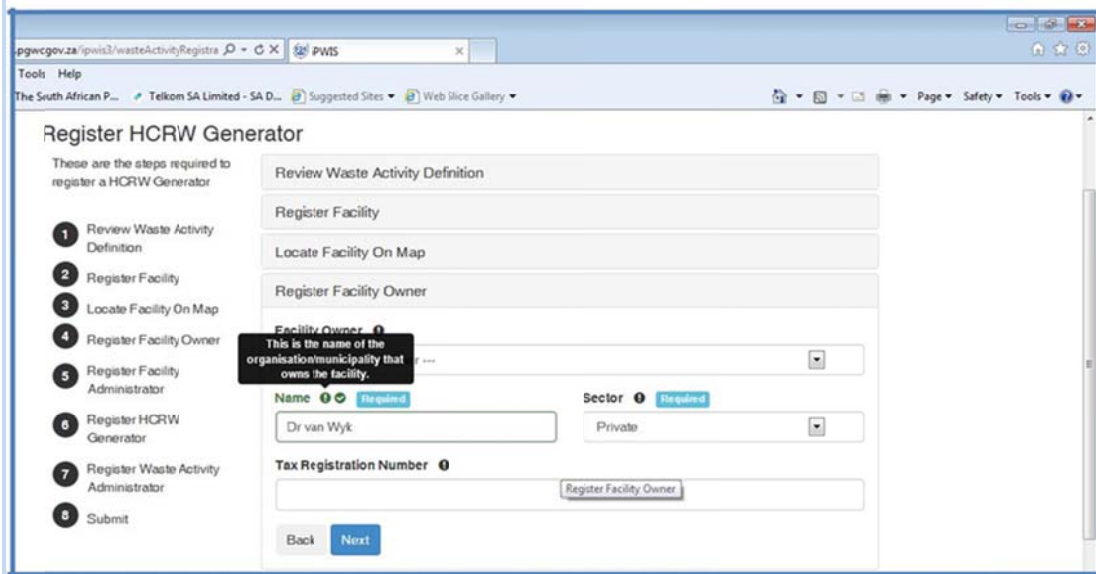 .pgwcgov.za/ipwis3/wasteActivityRegistra
PWIS
Tools Help
The South African P... Telkom SA Limited - SA D... Suggested Sites Web Slice Gallery Page Safety Tools
Register HCRW Generator
These are the steps required to
register a HCRW Generator
1 Review Waste Activity
Definition
2 Register Facility
3 Locate Facility On Map
4 Register Facility Owner
5 Register Facility
Administrator
6 Register HCRW
Generator
7 Register Waste Activity
Administrator
8 Submit
Review Waste Activity Definition
Register Facility
Locate Facility On Map
Register Facility Owner
Facility Owner
This is the name of the
organisation/municipality that
owns the facility.
r ---
Name Required
Dr van Wyk
Sector Required
Private
Tax Registration Number
Register Facility Owner
Back Next